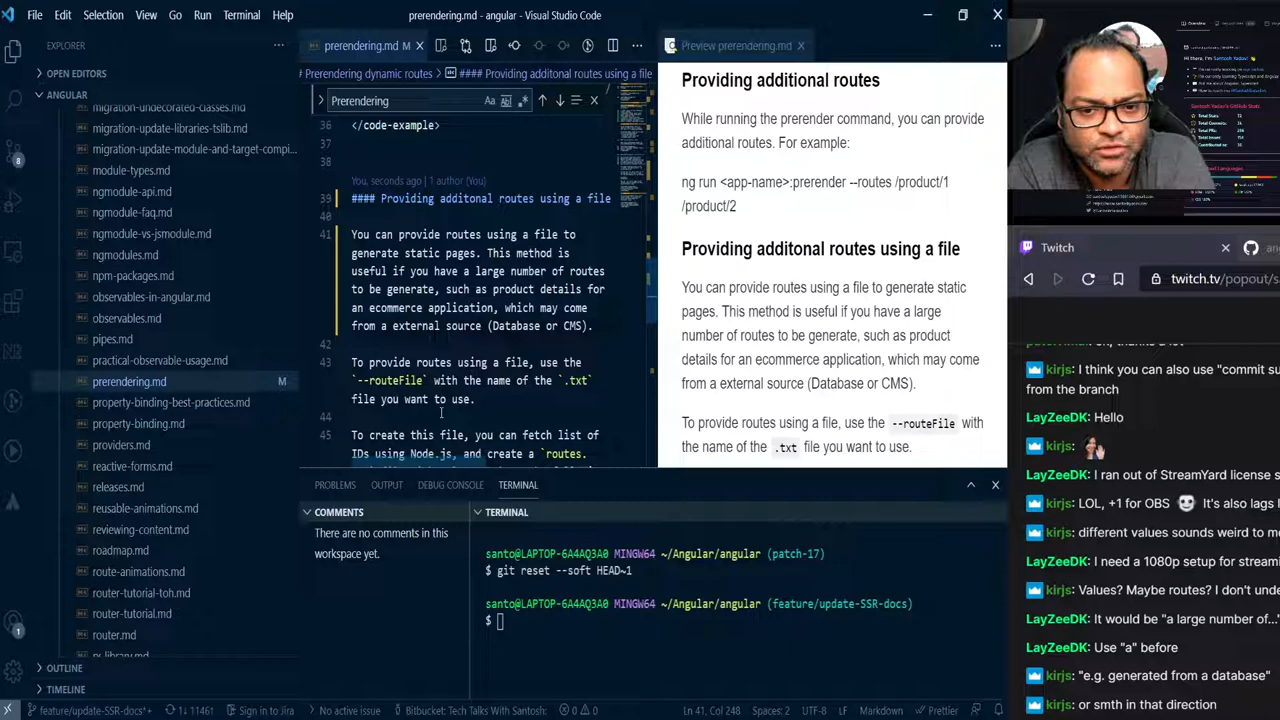 File Edit Selection View Go Run Terminal Help
prerendering.md - angular - Visual Studio Code
EXPLORER
OPEN EDITORS
ANGULAR
migration-undecorated-classes.md
migration-update-libraries-tslib.md
migration-update-module-and-target-compi...
module-types.md
ngmodule-api.md
ngmodule-faq.md
ngmodule-vs-jsmodule.md
ngmodules.md
npm-packages.md
observables-in-angular.md
observables.md
pipes.md
practical-observable-usage.md
prerendering.md M
property-binding-best-practices.md
property-binding.md
providers.md
reactive-forms.md
releases.md
reusable-animations.md
reviewing-content.md
roadmap.md
route-animations.md
router-tutorial-toh.md
router-tutorial.md
router.md
rx-library.md
OUTLINE
TIMELINE
8
1
prerendering.md M
# Prerendering dynamic routes > #### Providing additonal routes using a file
Prerendering
36 </code-example>
37
38
You, seconds ago | 1 author (You)
39 #### Providing additonal routes using a file
40
41 You can provide routes using a file to
generate static pages. This method is
useful if you have a large number of routes
to be generate, such as product details for
an ecommerce application, which may come
from a external source (Database or CMS).
42
43 To provide routes using a file, use the
`--routeFile` with the name of the `.txt`
file you want to use.
44
45 To create this file, you can fetch list of
IDs using Node.js, and create a `routes.
Preview prerendering.md
Providing additional routes
While running the prerender command, you can provide
additional routes. For example:
ng run <app-name>:prerender --routes /product/1
/product/2
Providing additonal routes using a file
You can provide routes using a file to generate static
pages. This method is useful if you have a large
number of routes to be generate, such as product
details for an ecommerce application, which may come
from a external source (Database or CMS).
To provide routes using a file, use the --routeFile with
the name of the .txt file you want to use.
PROBLEMS OUTPUT DEBUG CONSOLE TERMINAL
COMMENTS
There are no comments in this
workspace yet.
TERMINAL
santo@LAPTOP-6A4AQ3A0 MINGW64 ~/Angular/angular (patch-17)
$ git reset --soft HEAD~1
santo@LAPTOP-6A4AQ3A0 MINGW64 ~/Angular/angular (feature/update-SSR-docs)
$
feature/update-SSR-docs*+ 1↓ 1146↑ Sign in to Jira No active issue Bitbucket: Tech Talks With Santosh: 0 0 Ln 41, Col 248 Spaces: 2 UTF-8 LF Markdown Prettier
Twitch
an
twitch.tv/popout/s
kirjs: I think you can also use "commit su
from the branch
LayZeeDK: Hello
kirjs:
LayZeeDK: I ran out of StreamYard license s
kirjs: LOL, +1 for OBS It's also lags l
kirjs: different values sounds weird to me
LayZeeDK: I need a 1080p setup for streami
kirjs: Values? Maybe routes? I don't unde
LayZeeDK: It would be "a large number of..."
LayZeeDK: Use "a" before
kirjs: "e.g. generated from a database"
kirjs: or smth in that direction